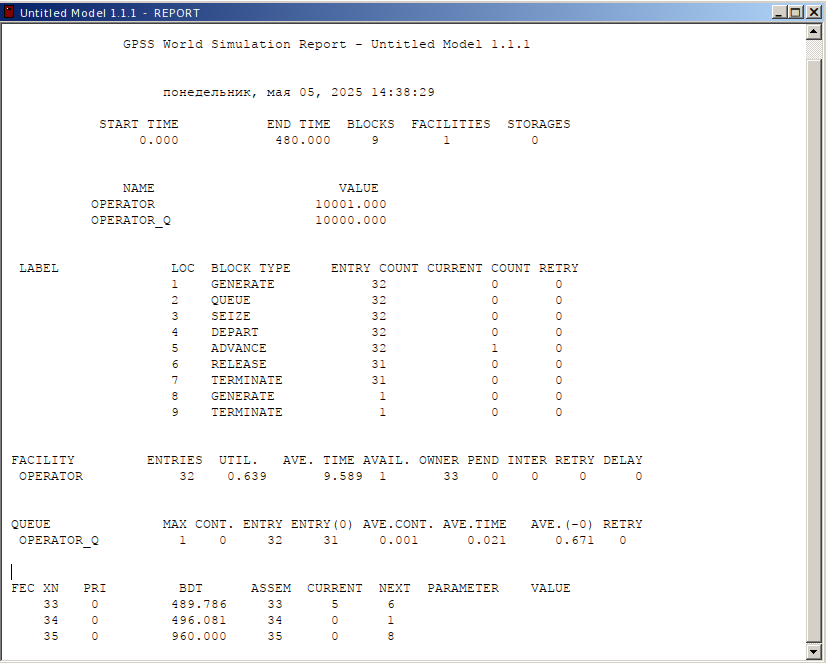 Untitled Model 1.1.1 - REPORT
GPSS World Simulation Report - Untitled Model 1.1.1
понедельник, мая 05, 2025 14:38:29
START TIME END TIME BLOCKS FACILITIES STORAGES
0.000 480.000 9 1 0
NAME VALUE
OPERATOR 10001.000
OPERATOR_Q 10000.000
LABEL LOC BLOCK TYPE ENTRY COUNT CURRENT COUNT RETRY
1 GENERATE 32 0 0
2 QUEUE 32 0 0
3 SEIZE 32 0 0
4 DEPART 32 0 0
5 ADVANCE 32 1 0
6 RELEASE 31 0 0
7 TERMINATE 31 0 0
8 GENERATE 1 0 0
9 TERMINATE 1 0 0
FACILITY ENTRIES UTIL. AVE. TIME AVAIL. OWNER PEND INTER RETRY DELAY
OPERATOR 32 0.639 9.589 1 33 0 0 0 0
QUEUE MAX CONT. ENTRY ENTRY(0) AVE.CONT. AVE.TIME AVE.(-0) RETRY
OPERATOR_Q 1 0 32 31 0.001 0.021 0.671 0
FEC XN PRI BDT ASSEM CURRENT NEXT PARAMETER VALUE
33 0 489.786 33 5 6
34 0 496.081 34 0 1
35 0 960.000 35 0 8